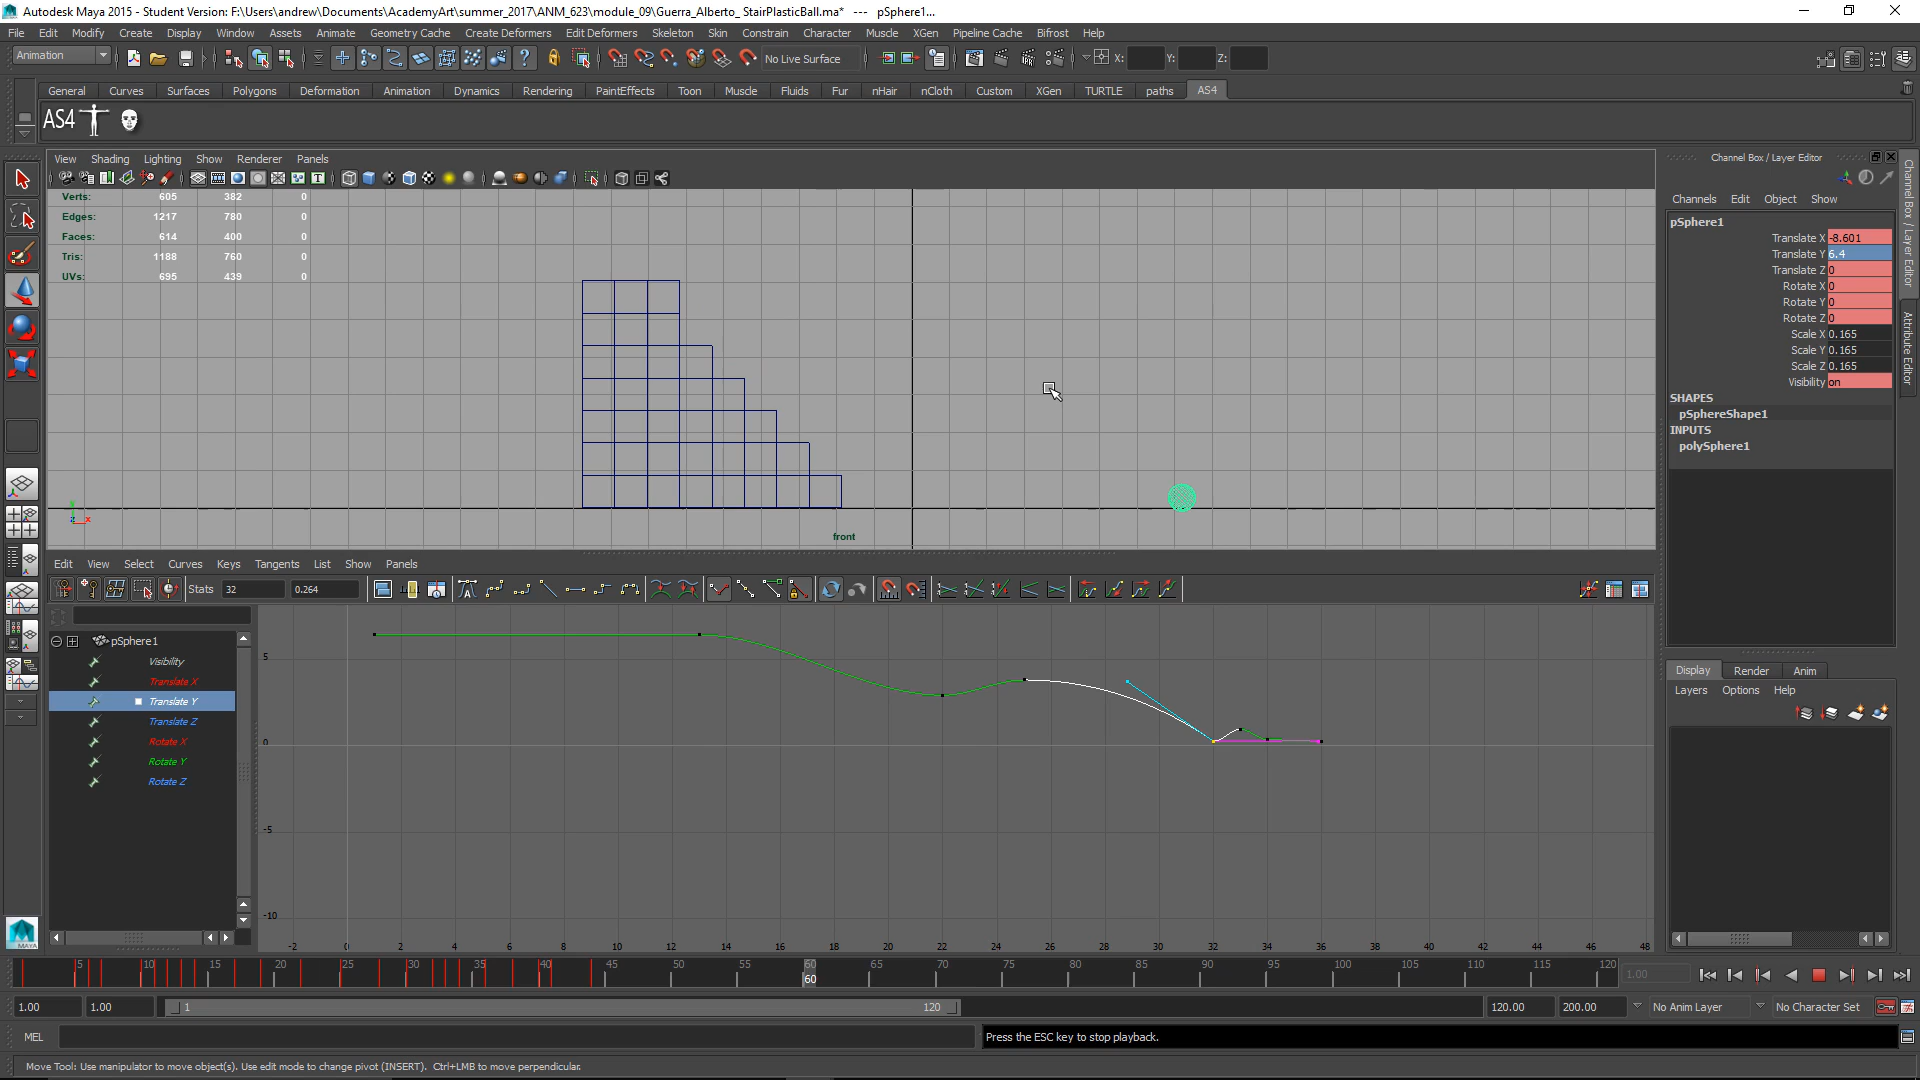 Autodesk Maya 2015 - Student Version: F:\Users\andrew\Documents\AcademyArt\summer_2017\ANM_623\module_09\Guerra_Alberto_ StairPlasticBall.ma* --- pSphere1...
File Edit Modify Create Display Window Assets Animate Geometry Cache Create Deformers Edit Deformers Skeleton Skin Constrain Character Muscle XGen Pipeline Cache Bifrost Help
Animation No Live Surface X: Y: Z:
General Curves Surfaces Polygons Deformation Animation Dynamics Rendering PaintEffects Toon Muscle Fluids Fur nHair nCloth Custom XGen TURTLE paths AS4
AS4
View Shading Lighting Show Renderer Panels
Verts: 605 382 0
Edges: 1217 780 0
Faces: 614 400 0
Tris: 1188 760 0
UVs: 695 439 0
front
Channel Box / Layer Editor
Channels Edit Object Show
pSphere1
Translate X -8.601
Translate Y 6.4
Translate Z 0
Rotate X 0
Rotate Y 0
Rotate Z 0
Scale X 0.165
Scale Y 0.165
Scale Z 0.165
Visibility on
SHAPES
pSphereShape1
INPUTS
polySphere1
Channel Box / Layer Editor
Attribute Editor
Display Render Anim
Layers Options Help
Edit View Select Curves Keys Tangents List Show Panels
Stats 32 0.264
pSphere1
Visibility
Translate X
Translate Y
Translate Z
Rotate X
Rotate Y
Rotate Z
5
0
-5
-10
-2 0 2 4 6 8 10 12 14 16 18 20 22 24 26 28 30 32 34 36 38 40 42 44 46 48
5 10 15 20 25 30 35 40 45 50 55 60 65 70 75 80 85 90 95 100 105 110 115 120
60
1.00
1.00 1.00 1 120 120.00 200.00 No Anim Layer No Character Set
MEL Press the ESC key to stop playback.
Move Tool: Use manipulator to move object(s). Use edit mode to change pivot (INSERT). Ctrl+LMB to move perpendicular.